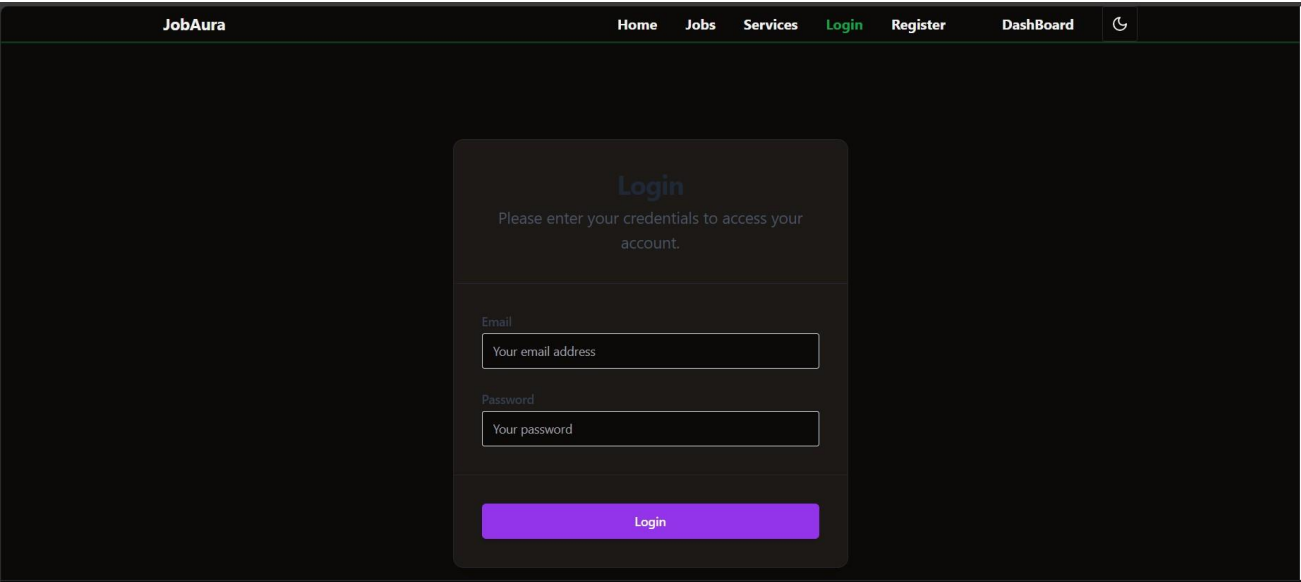 JobAura Home Jobs Services Login Register DashBoard
Login
Please enter your credentials to access your
account.
Email
Your email address
Password
Your password
Login